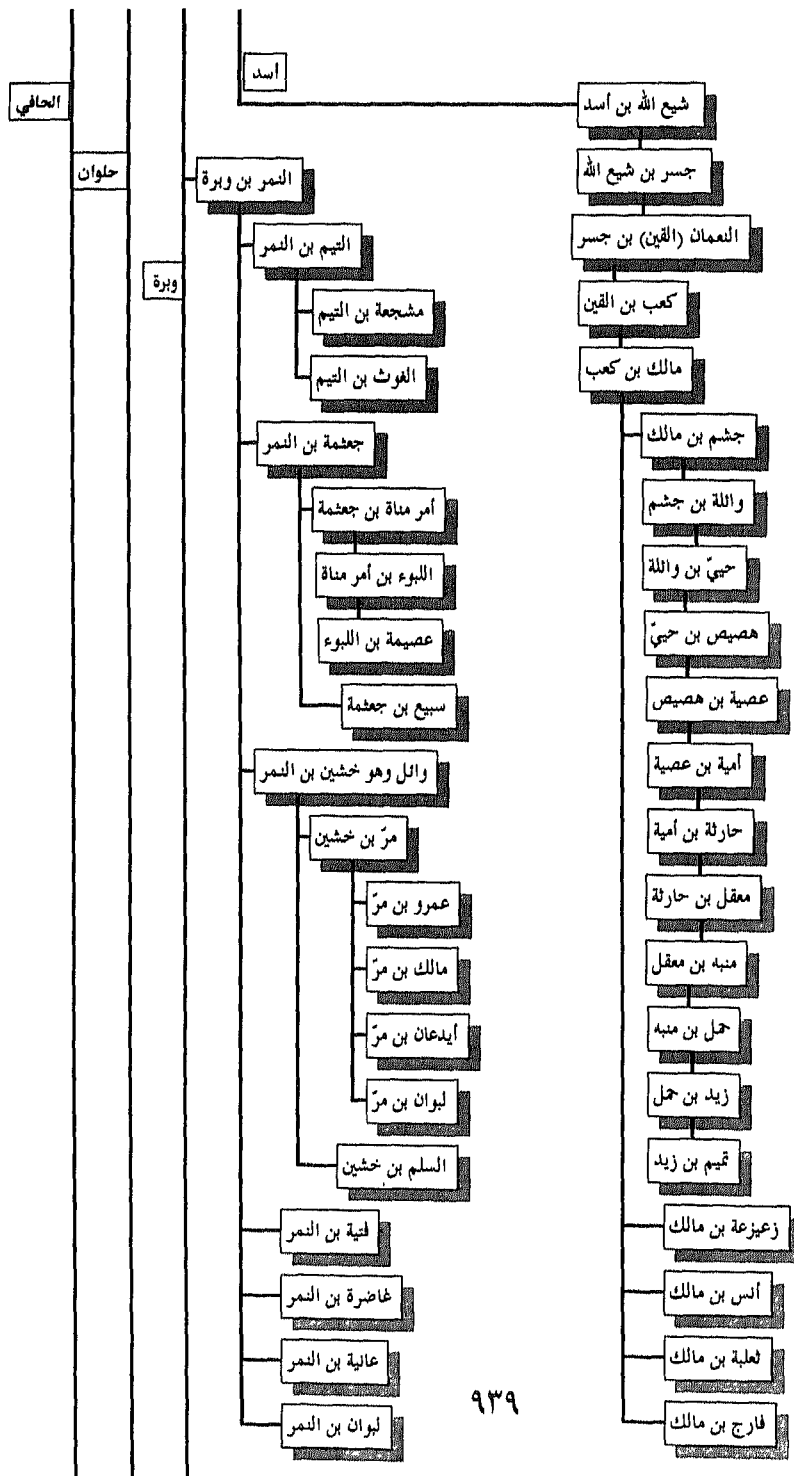 أسد
الحافي
حلوان
وبرة
شيع الله بن أسد
جسر بن شيع الله
النعمان (القين) بن جسر
كعب بن القين
مالك بن كعب
جشم بن مالك
وائلة بن جشم
حييّ بن وائلة
هصيص بن حييّ
عصية بن هصيص
أمية بن عصية
حارثة بن أمية
معقل بن حارثة
منبه بن معقل
حمل بن منبه
زيد بن حمل
تميم بن زيد
زعيزعة بن مالك
أنس بن مالك
ثعلبة بن مالك
فارج بن مالك
النمر بن وبرة
التيم بن النمر
مشجعة بن التيم
الغوث بن التيم
جعثمة بن النمر
أمر مناة بن جعثمة
اللبوء بن أمر مناة
عصيمة بن اللبوء
سبيع بن جعثمة
وائل وهو خشين بن النمر
مرّ بن خشين
عمرو بن مرّ
مالك بن مرّ
أيدعان بن مرّ
لبوان بن مرّ
السلم بن خشين
فتية بن النمر
غاضرة بن النمر
عانية بن النمر
لبوان بن النمر
٩٣٩